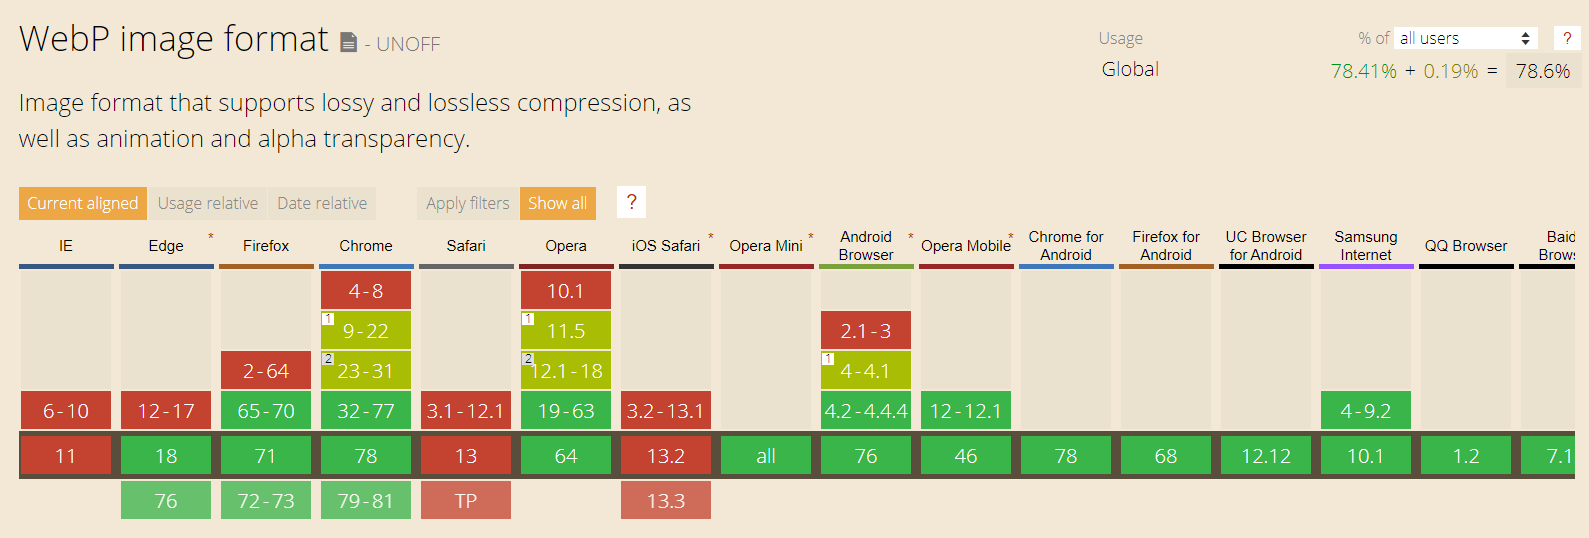 WebP image format - UNOFF
Usage % of all users ?
Global 78.41% + 0.19% = 78.6%
Image format that supports lossy and lossless compression, as
well as animation and alpha transparency.
Current aligned Usage relative Date relative Apply filters Show all ?
IE Edge * Firefox Chrome Safari Opera iOS Safari * Opera Mini * Android Browser * Opera Mobile * Chrome for Android Firefox for Android UC Browser for Android Samsung Internet QQ Browser
4-8 10.1
1 9-22 1 11.5 2.1-3
2-64 2 23-31 2 12.1-18 1 4-4.1
6-10 12-17 65-70 32-77 3.1-12.1 19-63 3.2-13.1 4.2-4.4.4 12-12.1 4-9.2
11 18 71 78 13 64 13.2 all 76 46 78 68 12.12 10.1 1.2
76 72-73 79-81 TP 13.3